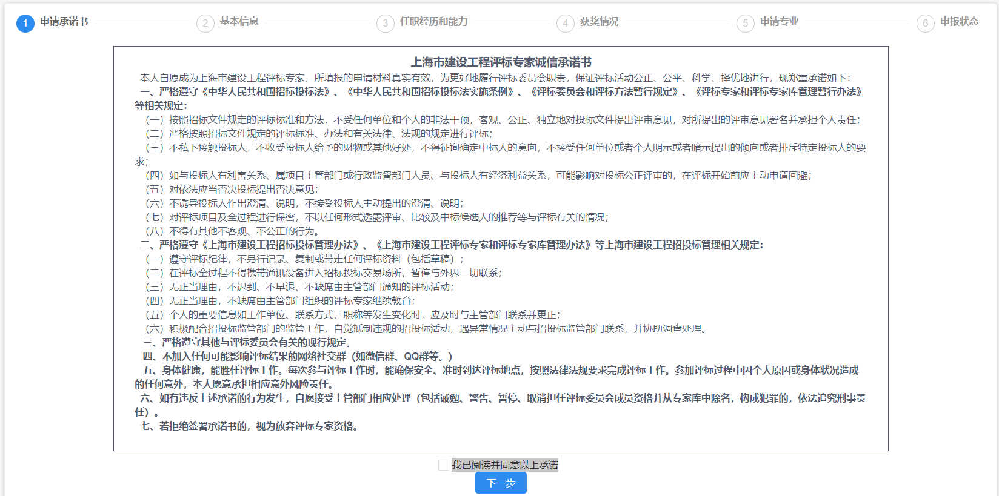 1 申请承诺书 2 基本信息 3 任职经历和能力 4 获奖情况 5 申请专业 6 申报状态
上海市建设工程评标专家诚信承诺书
本人自愿成为上海市建设工程评标专家，所填报的申请材料真实有效，为更好地履行评标委员会职责，保证评标活动公正、公平、科学、择优地进行，现郑重承诺如下：
一、严格遵守《中华人民共和国招标投标法》、《中华人民共和国招标投标法实施条例》、《评标委员会和评标方法暂行规定》、《评标专家和评标专家库管理暂行办法》
等相关规定：
（一）按照招标文件规定的评标标准和方法，不受任何单位和个人的非法干预，客观、公正、独立地对投标文件提出评审意见，对所提出的评审意见署名并承担个人责任；
（二）严格按照招标文件规定的评标标准、办法和有关法律、法规的规定进行评标；
（三）不私下接触投标人，不收受投标人给予的财物或其他好处，不得征询确定中标人的意向，不接受任何单位或者个人明示或者暗示提出的倾向或者排斥特定投标人的要
求；
（四）如与投标人有利害关系、属项目主管部门或行政监督部门人员、与投标人有经济利益关系，可能影响对投标公正评审的，在评标开始前应主动申请回避；
（五）对依法应当否决投标提出否决意见；
（六）不诱导投标人作出澄清、说明，不接受投标人主动提出的澄清、说明；
（七）对评标项目及全过程进行保密，不以任何形式透露评审、比较及中标候选人的推荐等与评标有关的情况；
（八）不得有其他不客观、不公正的行为。
二、严格遵守《上海市建设工程招标投标管理办法》、《上海市建设工程评标专家和评标专家库管理办法》等上海市建设工程招投标管理相关规定：
（一）遵守评标纪律，不另行记录、复制或带走任何评标资料（包括草稿）；
（二）在评标全过程不得携带通讯设备进入招标投标交易场所，暂停与外界一切联系；
（三）无正当理由，不迟到、不早退、不缺席由主管部门通知的评标活动；
（四）无正当理由，不缺席由主管部门组织的评标专家继续教育；
（五）个人的重要信息如工作单位、联系方式、职称等发生变化时，应及时与主管部门联系并更正；
（六）积极配合招投标监管部门的监管工作，自觉抵制违规的招投标活动，遇异常情况主动与招投标监管部门联系，并协助调查处理。
三、严格遵守其他与评标委员会有关的现行规定。
四、不加入任何可能影响评标结果的网络社交群（如微信群、QQ群等。）
五、身体健康，能胜任评标工作。每次参与评标工作时，能确保安全、准时到达评标地点，按照法律法规要求完成评标工作。参加评标过程中因个人原因或身体状况造成
的任何意外，本人愿意承担相应意外风险责任。
六、如有违反上述承诺的行为发生，自愿接受主管部门相应处理（包括诫勉、警告、暂停、取消担任评标委员会成员资格并从专家库中除名，构成犯罪的，依法追究刑事责
任）。
七、若拒绝签署承诺书的，视为放弃评标专家资格。
我已阅读并同意以上承诺
下一步